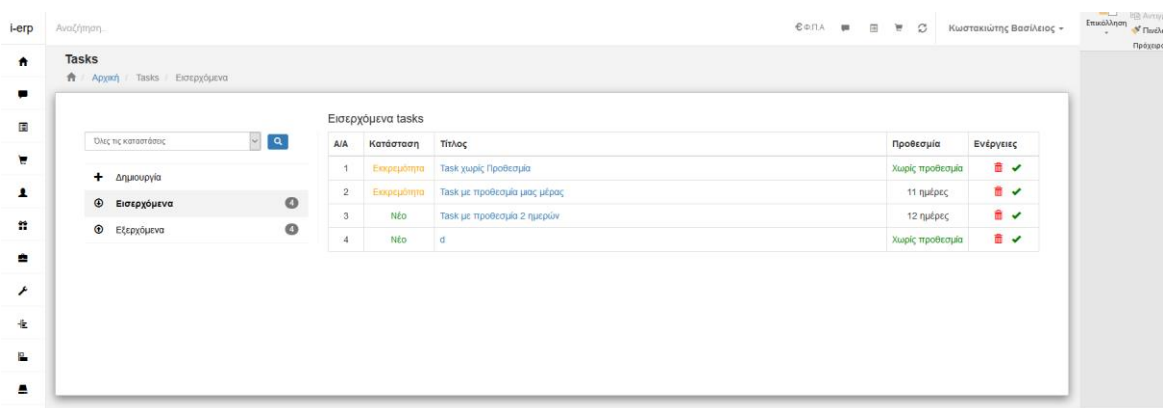 i-erp
Αναζήτηση...
€Φ.Π.Α
Κωστακιώτης Βασίλειος
Επικόλληση
Tasks
Αρχική / Tasks / Εισερχόμενα
Εισερχόμενα tasks
Όλες τις καταστάσεις
Δημιουργία
Εισερχόμενα 4
Εξερχόμενα 4
Α/Α Κατάσταση Τίτλος Προθεσμία Ενέργειες
1 Εκκρεμότητα Task χωρίς Προθεσμία Χωρίς προθεσμία
2 Εκκρεμότητα Task με προθεσμία μιας μέρας 11 ημέρες
3 Νέο Task με προθεσμία 2 ημερών 12 ημέρες
4 Νέο d Χωρίς προθεσμία